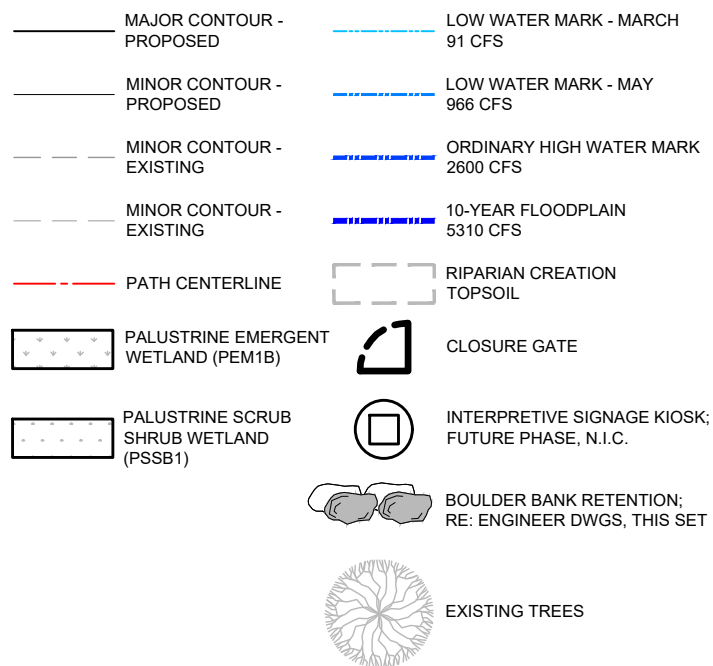 MAJOR CONTOUR -
PROPOSED
MINOR CONTOUR -
PROPOSED
MINOR CONTOUR -
EXISTING
MINOR CONTOUR -
EXISTING
PATH CENTERLINE
PALUSTRINE EMERGENT
WETLAND (PEM1B)
PALUSTRINE SCRUB
SHRUB WETLAND
(PSSB1)
LOW WATER MARK - MARCH
91 CFS
LOW WATER MARK - MAY
966 CFS
ORDINARY HIGH WATER MARK
2600 CFS
10-YEAR FLOODPLAIN
5310 CFS
RIPARIAN CREATION
TOPSOIL
CLOSURE GATE
INTERPRETIVE SIGNAGE KIOSK;
FUTURE PHASE, N.I.C.
BOULDER BANK RETENTION;
RE: ENGINEER DWGS, THIS SET
EXISTING TREES